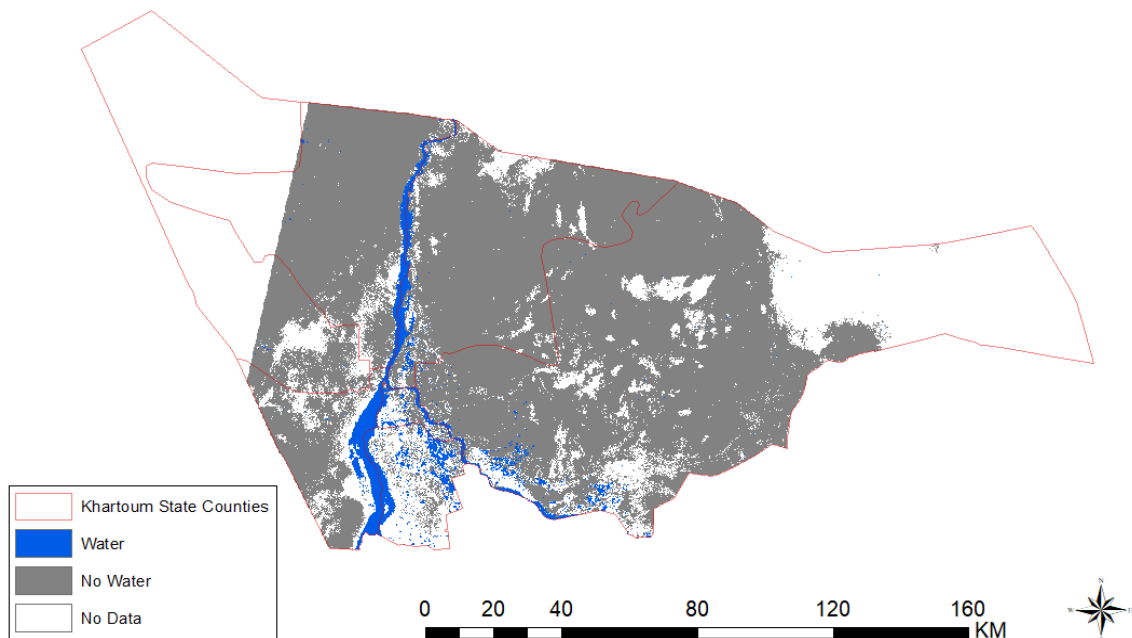 Khartoum State Counties
Water
No Water
No Data
0 20 40 80 120 160
KM
N
W E
S